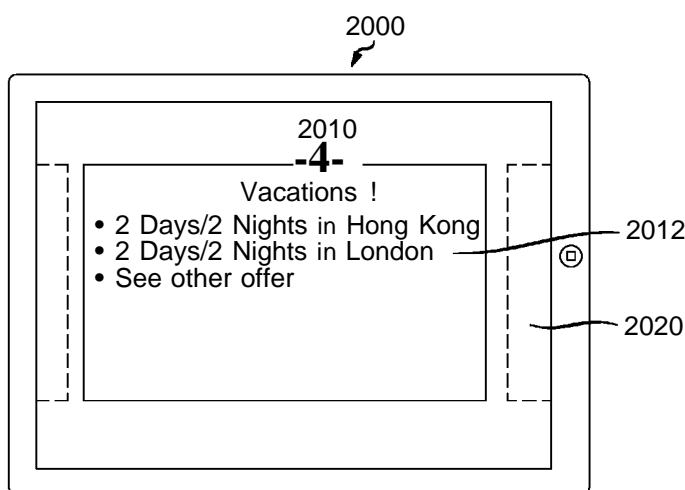 2000
2010
-4-
Vacations !
• 2 Days/2 Nights in Hong Kong
• 2 Days/2 Nights in London
• See other offer
2012
2020